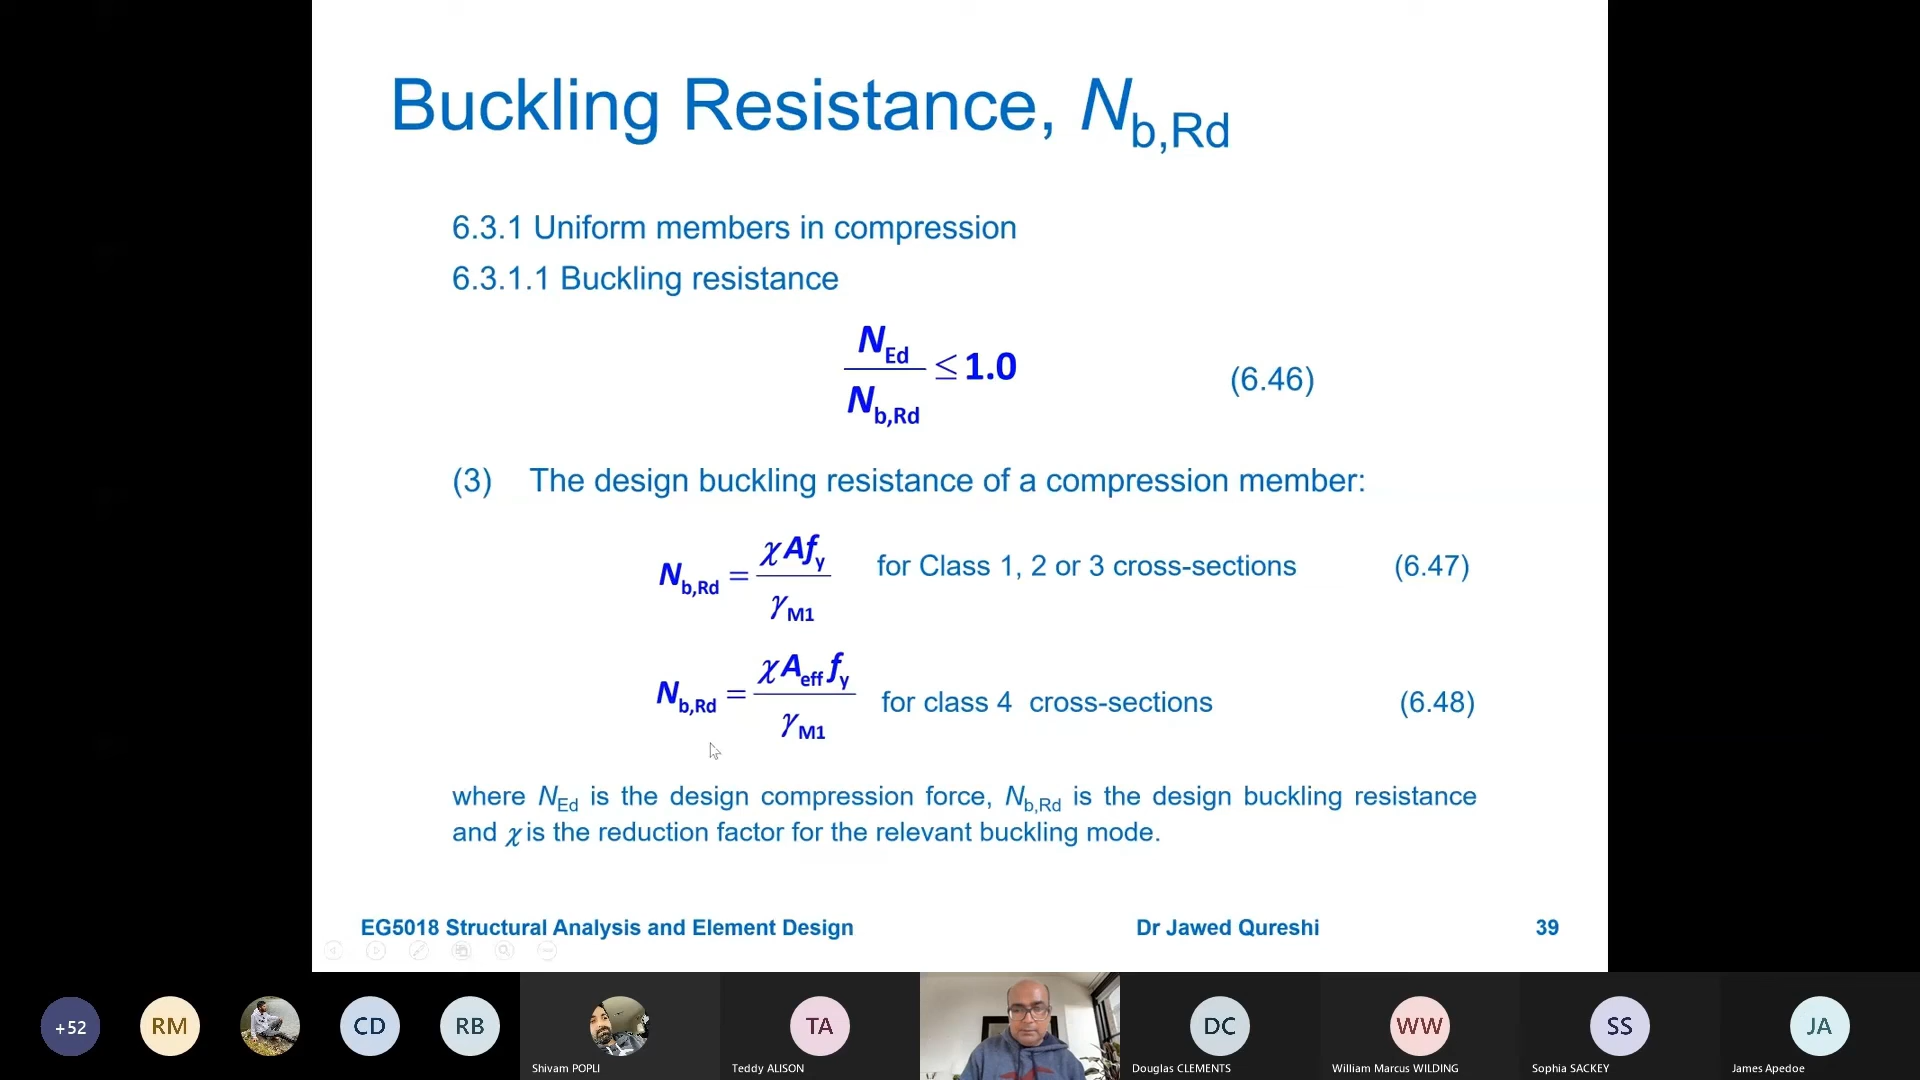 Buckling Resistance, Nb,Rd
6.3.1 Uniform members in compression
6.3.1.1 Buckling resistance
NEd / Nb,Rd ≤ 1.0 (6.46)
(3) The design buckling resistance of a compression member:
Nb,Rd = χAfy / γM1 for Class 1, 2 or 3 cross-sections (6.47)
Nb,Rd = χAeff fy / γM1 for class 4 cross-sections (6.48)
where NEd is the design compression force, Nb,Rd is the design buckling resistance
and χ is the reduction factor for the relevant buckling mode.
EG5018 Structural Analysis and Element Design Dr Jawed Qureshi 39
+52 RM CD RB TA DC WW SS JA
Shivam POPLI Teddy ALISON Douglas CLEMENTS William Marcus WILDING Sophia SACKEY James Apedoe